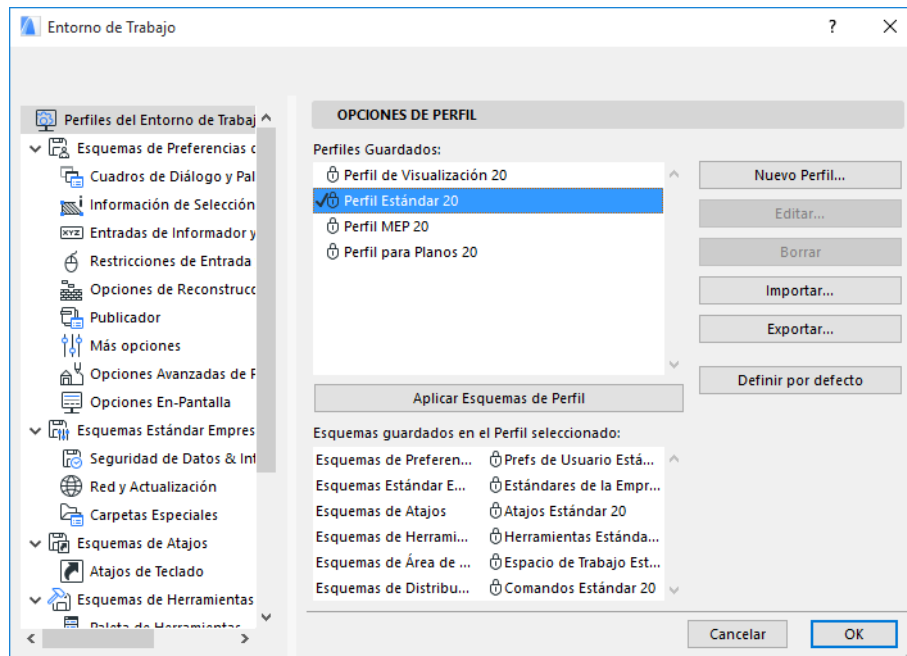 Entorno de Trabajo
?
Perfiles del Entorno de Trabaj
Esquemas de Preferencias d
Cuadros de Diálogo y Pal
Información de Selección
XYZ Entradas de Informador y
Restricciones de Entrada
Opciones de Reconstrucc
Publicador
Más opciones
Opciones Avanzadas de R
Opciones En-Pantalla
Esquemas Estándar Empres
Seguridad de Datos & Int
Red y Actualización
Carpetas Especiales
Esquemas de Atajos
Atajos de Teclado
Esquemas de Herramientas
Paleta de Herramientas
OPCIONES DE PERFIL
Perfiles Guardados:
Perfil de Visualización 20
Perfil Estándar 20
Perfil MEP 20
Perfil para Planos 20
Nuevo Perfil...
Editar...
Borrar
Importar...
Exportar...
Definir por defecto
Aplicar Esquemas de Perfil
Esquemas guardados en el Perfil seleccionado:
Esquemas de Preferen... Prefs de Usuario Está...
Esquemas Estándar E... Estándares de la Empr...
Esquemas de Atajos Atajos Estándar 20
Esquemas de Herrami... Herramientas Estánda...
Esquemas de Área de ... Espacio de Trabajo Est...
Esquemas de Distribu... Comandos Estándar 20
Cancelar
OK